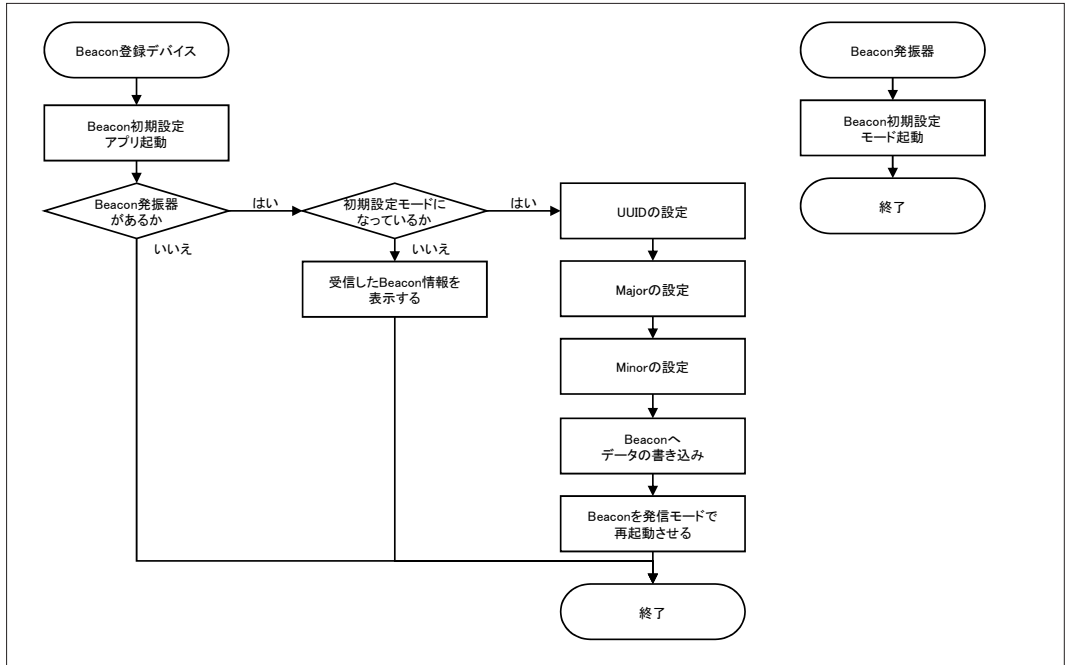 Beacon登録デバイス
Beacon初期設定
アプリ起動
Beacon発振器
があるか
はい
いいえ
初期設定モードに
なっているか
はい
いいえ
受信したBeacon情報を
表示する
UUIDの設定
Majorの設定
Minorの設定
Beaconへ
データの書き込み
Beaconを発信モードで
再起動させる
終了
Beacon発振器
Beacon初期設定
モード起動
終了